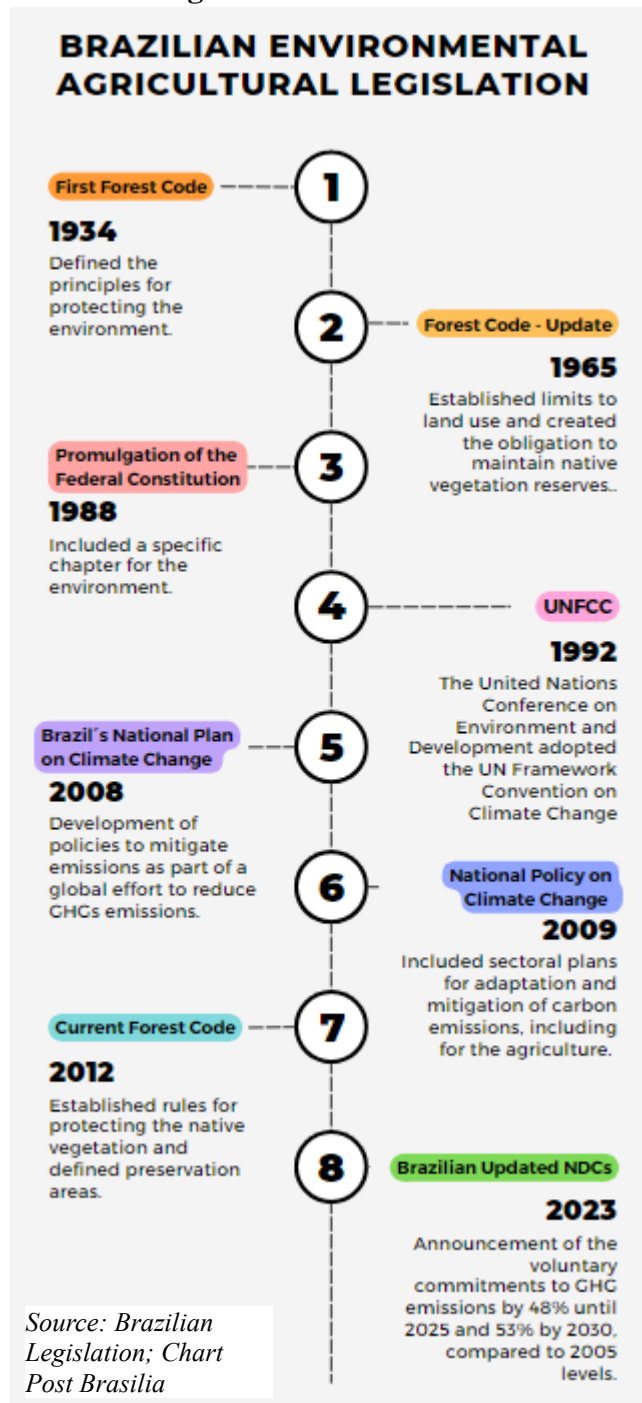 BRAZILIAN ENVIRONMENTAL
AGRICULTURAL LEGISLATION
1
First Forest Code
1934
Defined the
principles for
protecting the
environment.
2
Forest Code - Update
1965
Established limits to
land use and created
the obligation to
maintain native
vegetation reserves..
3
Promulgation of the
Federal Constitution
1988
Included a specific
chapter for the
environment.
4
UNFCC
1992
The United Nations
Conference on
Environment and
Development adopted
the UN Framework
Convention on
Climate Change
5
Brazil´s National Plan
on Climate Change
2008
Development of
policies to mitigate
emissions as part of a
global effort to reduce
GHGs emissions.
6
National Policy on
Climate Change
2009
Included sectoral plans
for adaptation and
mitigation of carbon
emissions, including
for the agriculture.
7
Current Forest Code
2012
Established rules for
protecting the native
vegetation and
defined preservation
areas.
8
Brazilian Updated NDCs
2023
Announcement of the
voluntary
commitments to GHG
emissions by 48% until
2025 and 53% by 2030,
compared to 2005
levels.
Source: Brazilian
Legislation; Chart
Post Brasilia